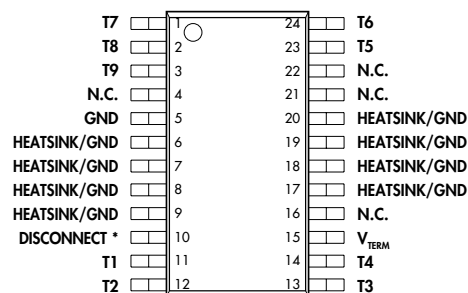 T7 1 24 T6
T8 2 23 T5
T9 3 22 N.C.
N.C. 4 21 N.C.
GND 5 20 HEATSINK/GND
HEATSINK/GND 6 19 HEATSINK/GND
HEATSINK/GND 7 18 HEATSINK/GND
HEATSINK/GND 8 17 HEATSINK/GND
HEATSINK/GND 9 16 N.C.
DISCONNECT * 10 15 VTERM
T1 11 14 T4
T2 12 13 T3